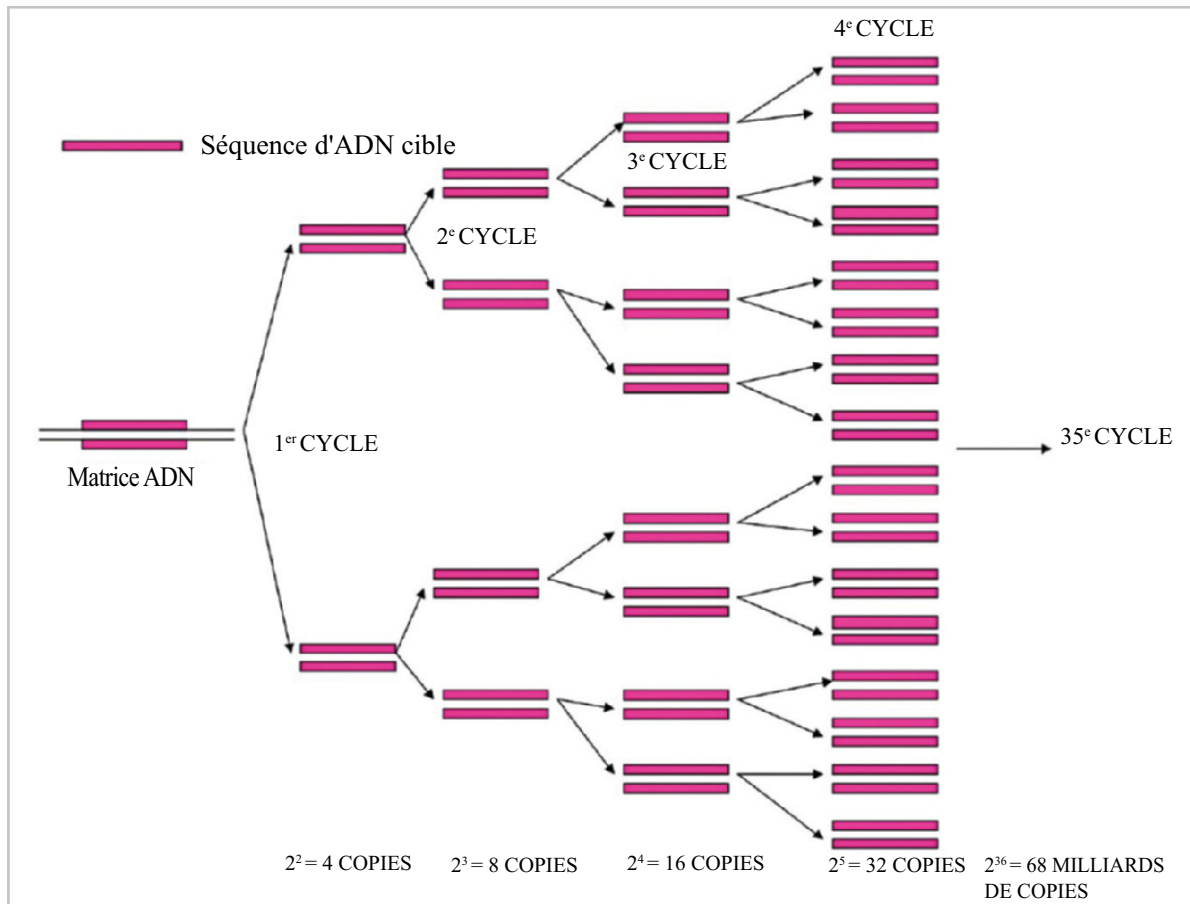 4ᵉ CYCLE
Séquence d'ADN cible
3ᵉ CYCLE
2ᵉ CYCLE
1ᵉʳ CYCLE
35ᵉ CYCLE
Matrice ADN
2² = 4 COPIES
2³ = 8 COPIES
2⁴ = 16 COPIES
2⁵ = 32 COPIES
2³⁶ = 68 MILLIARDS
DE COPIES